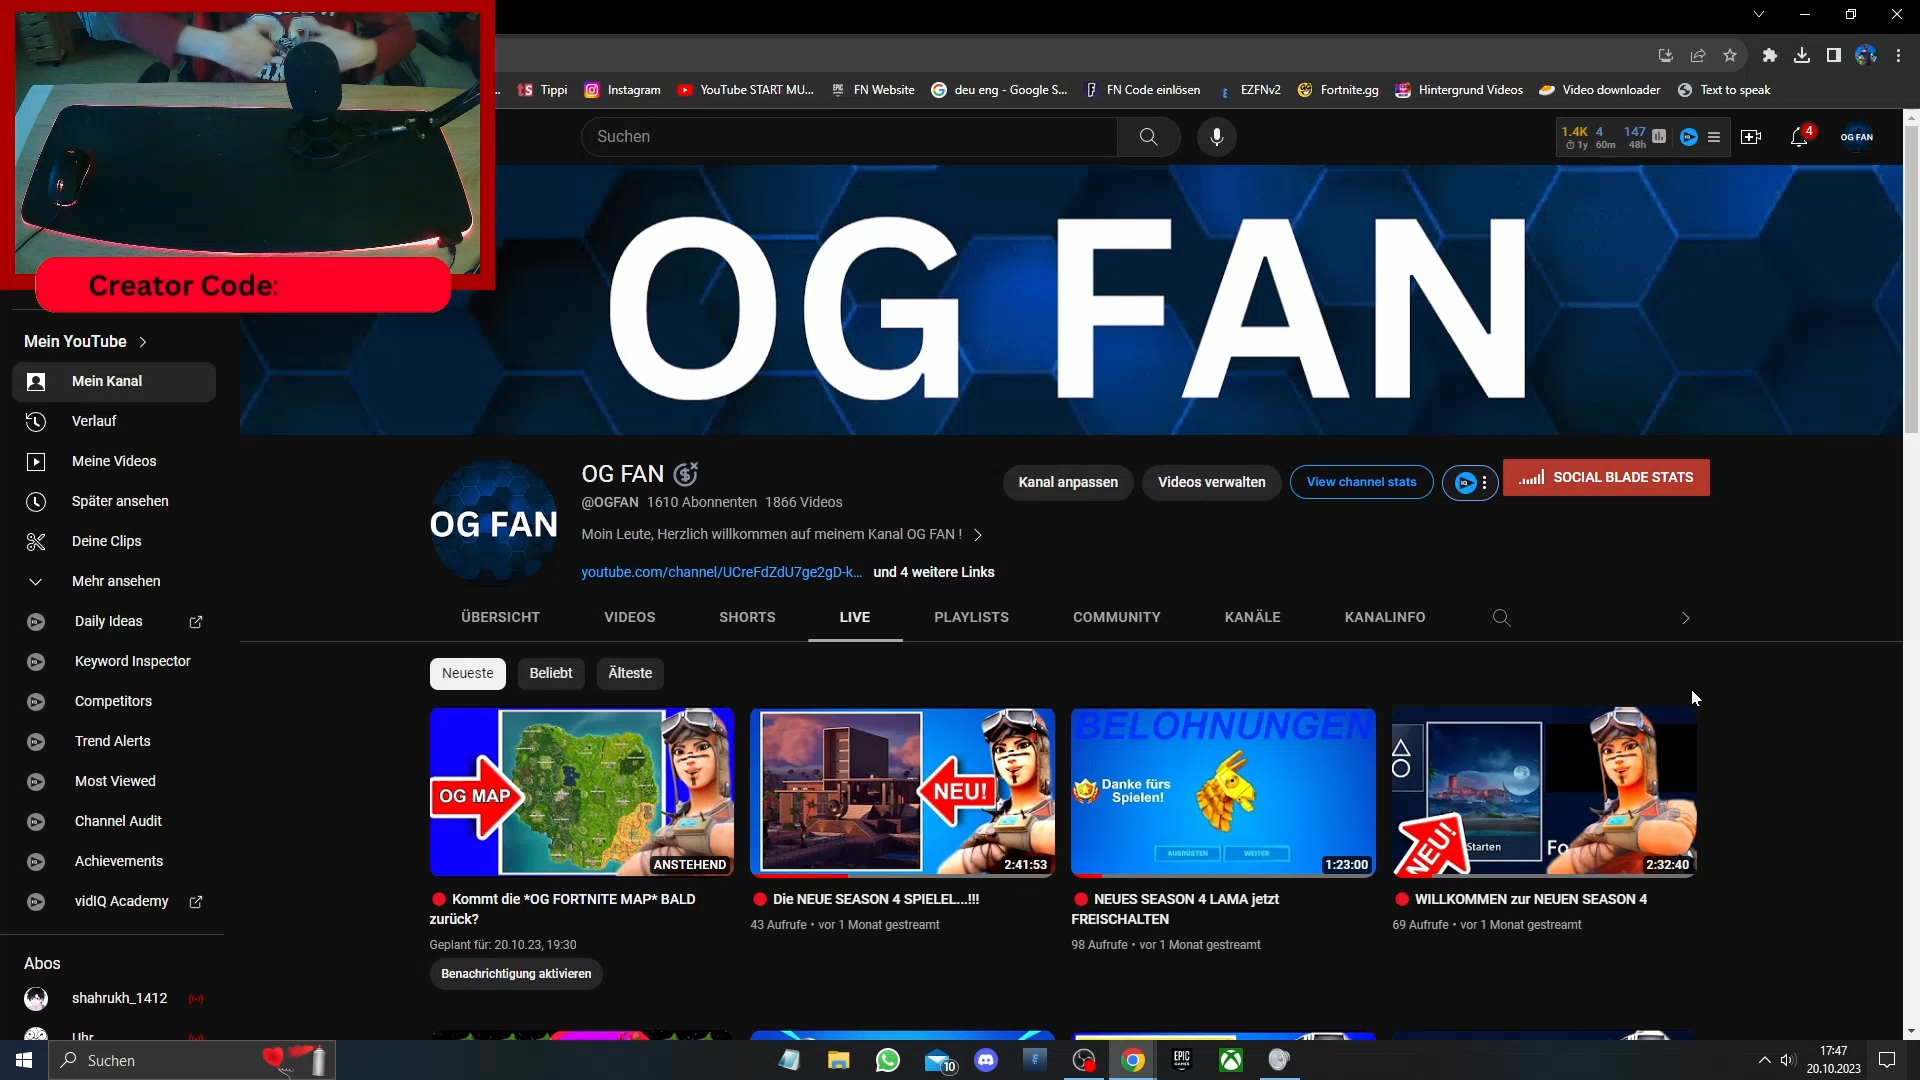 Tippi
Instagram
YouTube START MU...
FN Website
deu eng - Google S...
FN Code einlösen
EZFNv2
Fortnite.gg
Hintergrund Videos
Video downloader
Text to speak
Suchen
1.4K 4 147
1y 60m 48h
4
OG FAN
OG FAN
Creator Code:
Mein YouTube
Mein Kanal
Verlauf
Meine Videos
Später ansehen
Deine Clips
Mehr ansehen
Daily Ideas
Keyword Inspector
Competitors
Trend Alerts
Most Viewed
Channel Audit
Achievements
vidIQ Academy
Abos
shahrukh_1412
Uhr
OG FAN
OG FAN
@OGFAN 1610 Abonnenten 1866 Videos
Moin Leute, Herzlich willkommen auf meinem Kanal OG FAN !
youtube.com/channel/UCreFdZdU7ge2gD-k... und 4 weitere Links
Kanal anpassen
Videos verwalten
View channel stats
SOCIAL BLADE STATS
ÜBERSICHT
VIDEOS
SHORTS
LIVE
PLAYLISTS
COMMUNITY
KANÄLE
KANALINFO
Neueste
Beliebt
Älteste
OG MAP
ANSTEHEND
Kommt die *OG FORTNITE MAP* BALD
zurück?
Geplant für: 20.10.23, 19:30
Benachrichtigung aktivieren
NEU!
2:41:53
Die NEUE SEASON 4 SPIELEL...!!!
43 Aufrufe • vor 1 Monat gestreamt
BELOHNUNGEN
Danke fürs
Spielen!
AUSRÜSTEN
WEITER
1:23:00
NEUES SEASON 4 LAMA jetzt
FREISCHALTEN
98 Aufrufe • vor 1 Monat gestreamt
NEU!
Starten
Fo
2:32:40
WILLKOMMEN zur NEUEN SEASON 4
69 Aufrufe • vor 1 Monat gestreamt
Suchen
10
EPIC
GAMES
17:47
20.10.2023